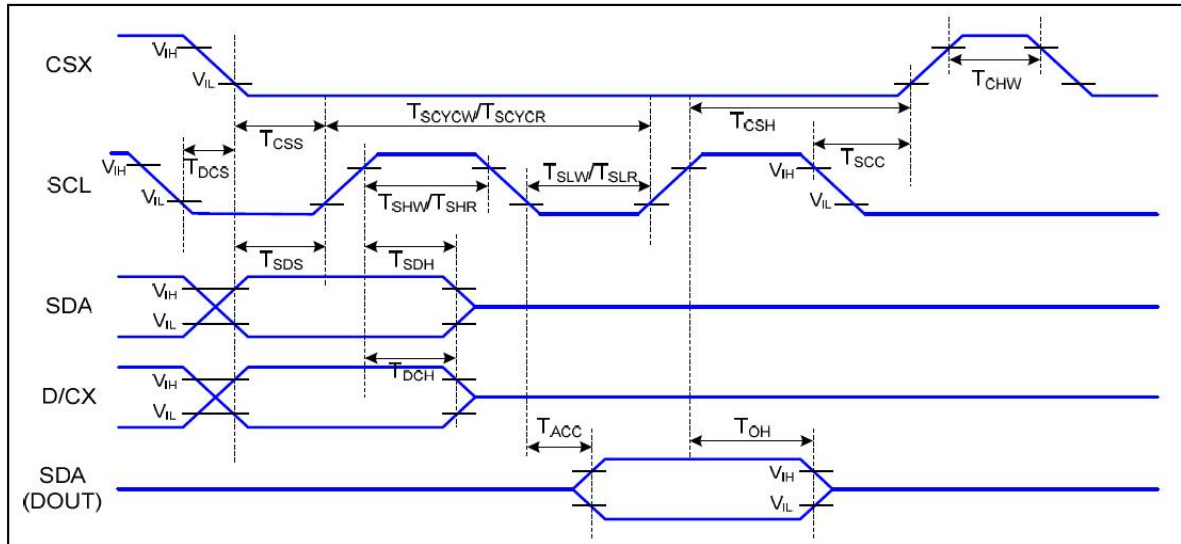 CSX
VIH
VIL
TCHW
TSCYCW/TSCYCR
TCSH
TCSS
SCL
VIH
VIL
TDCS
TSHW/TSHR
TSLW/TSLR
VIH
VIL
TSCC
TSDS
TSDH
SDA
VIH
VIL
TDCH
D/CX
VIH
VIL
TACC
TOH
SDA
(DOUT)
VIH
VIL